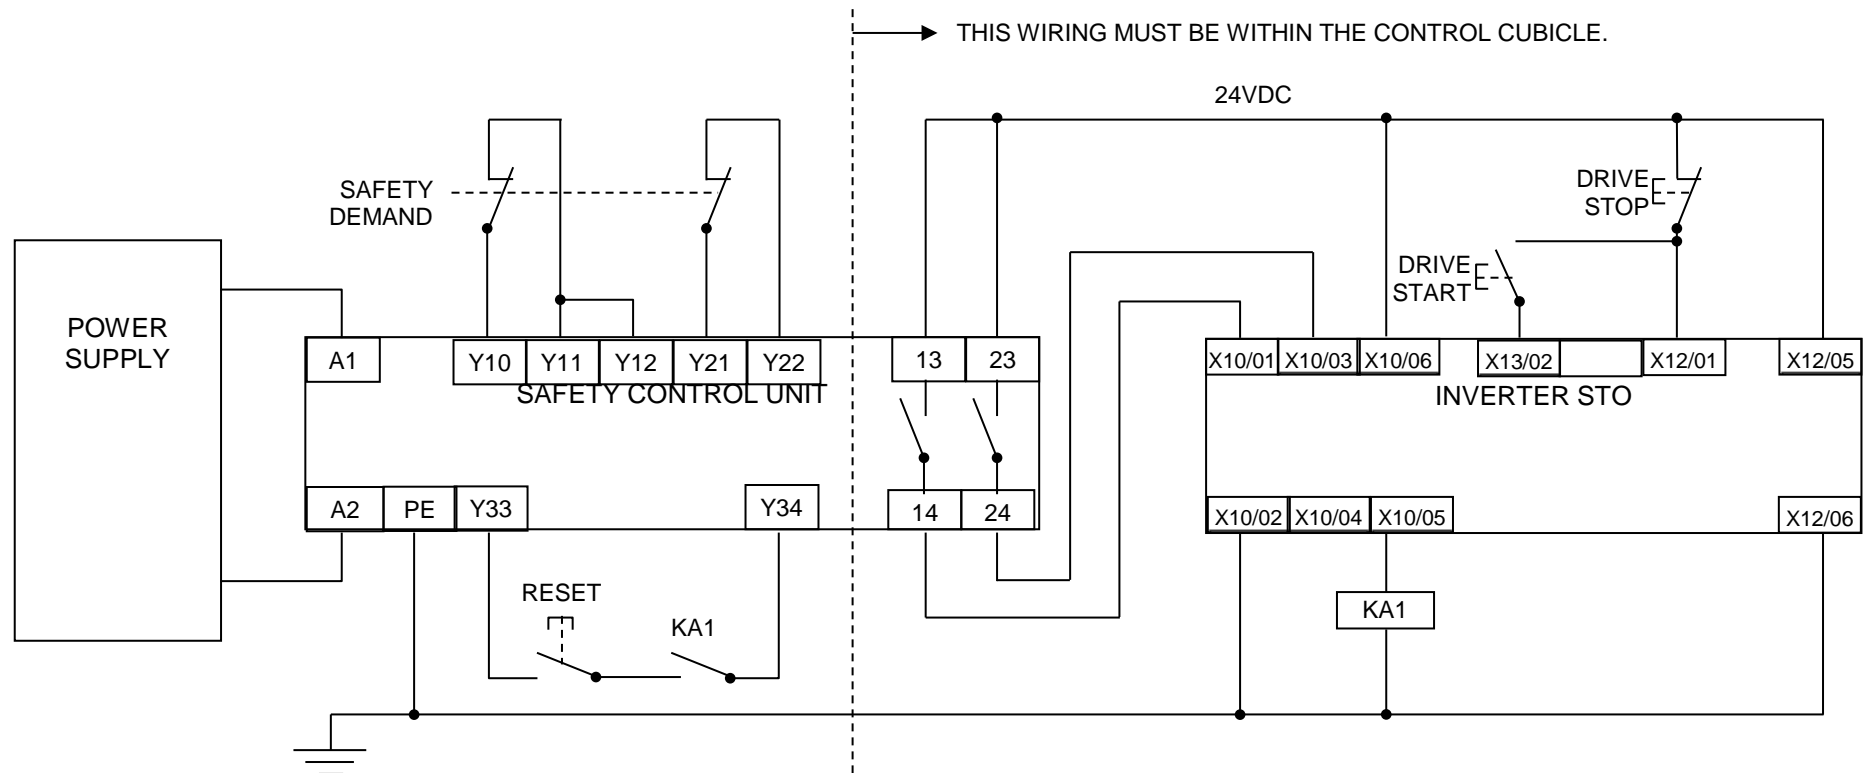 THIS WIRING MUST BE WITHIN THE CONTROL CUBICLE.
24VDC
SAFETY
DEMAND
DRIVE
STOP
DRIVE
START
POWER
SUPPLY
A1
Y10
Y11
Y12
Y21
Y22
13
23
X10/01
X10/03
X10/06
X13/02
X12/01
X12/05
SAFETY CONTROL UNIT
INVERTER STO
A2
PE
Y33
Y34
14
24
X10/02
X10/04
X10/05
X12/06
RESET
KA1
KA1